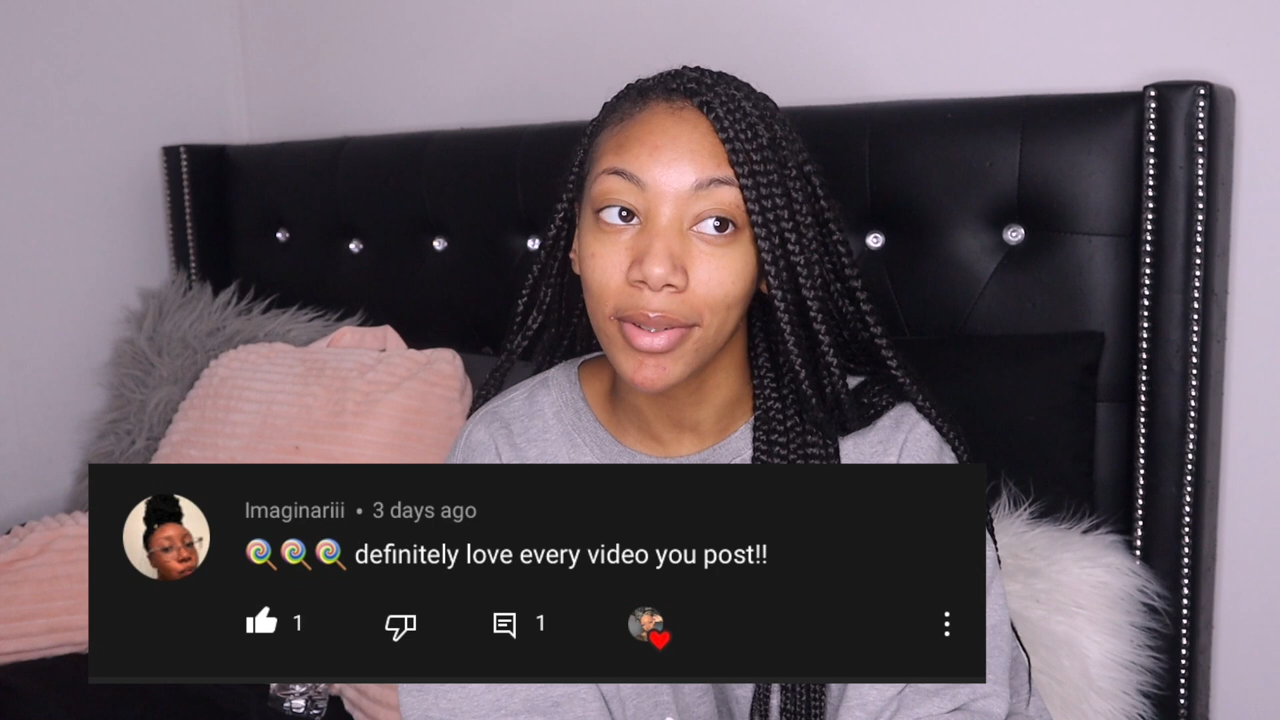 Imaginariii • 3 days ago
🍭🍭🍭 definitely love every video you post!!
1
1